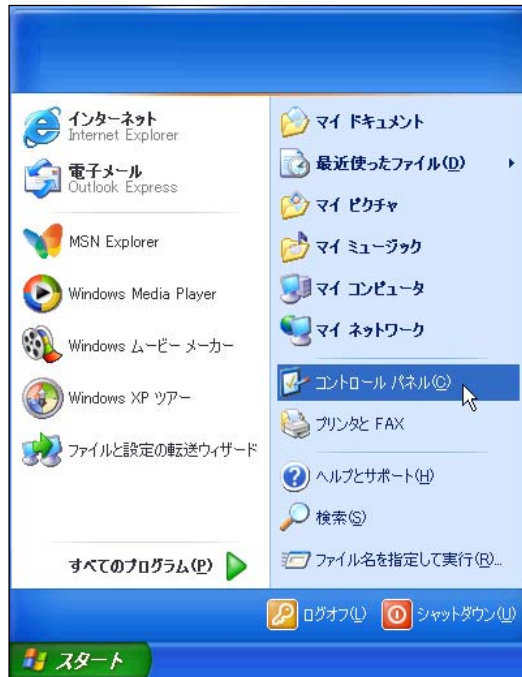 インターネット
Internet Explorer
電子メール
Outlook Express
MSN Explorer
Windows Media Player
Windows ムービー メーカー
Windows XP ツアー
ファイルと設定の転送ウィザード
すべてのプログラム(P)
マイ ドキュメント
最近使ったファイル(D)
マイ ピクチャ
マイ ミュージック
マイ コンピュータ
マイ ネットワーク
コントロール パネル(C)
プリンタと FAX
ヘルプとサポート(H)
検索(S)
ファイル名を指定して実行(R)...
ログオフ(L)
シャットダウン(U)
スタート